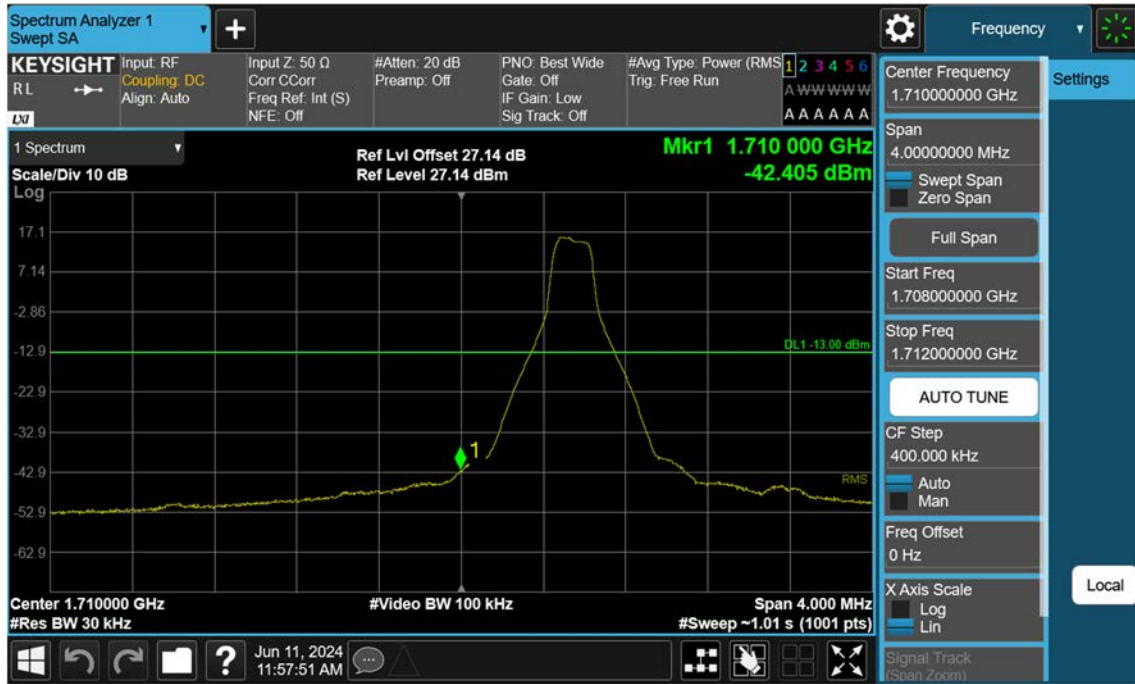 Spectrum Analyzer 1
Swept SA
Frequency
KEYSIGHT
RL
LXI
Input: RF
Coupling: DC
Align: Auto
Input Z: 50 Ω
Corr CCorr
Freq Ref: Int (S)
NFE: Off
#Atten: 20 dB
Preamp: Off
PNO: Best Wide
Gate: Off
IF Gain: Low
Sig Track: Off
#Avg Type: Power (RMS
Trig: Free Run
1 2 3 4 5 6
A W W W W W
A A A A A A
1 Spectrum
Scale/Div 10 dB
Ref Lvl Offset 27.14 dB
Ref Level 27.14 dBm
Mkr1 1.710 000 GHz
-42.405 dBm
Log
17.1
7.14
-2.86
-12.9
-22.9
-32.9
-42.9
-52.9
-62.9
DL1 -13.00 dBm
1
RMS
Center 1.710000 GHz
#Res BW 30 kHz
#Video BW 100 kHz
Span 4.000 MHz
#Sweep ~1.01 s (1001 pts)
Center Frequency
1.710000000 GHz
Settings
Span
4.00000000 MHz
Swept Span
Zero Span
Full Span
Start Freq
1.708000000 GHz
Stop Freq
1.712000000 GHz
AUTO TUNE
CF Step
400.000 kHz
Auto
Man
Freq Offset
0 Hz
X Axis Scale
Log
Lin
Local
Signal Track
(Span Zoom)
?
Jun 11, 2024
11:57:51 AM